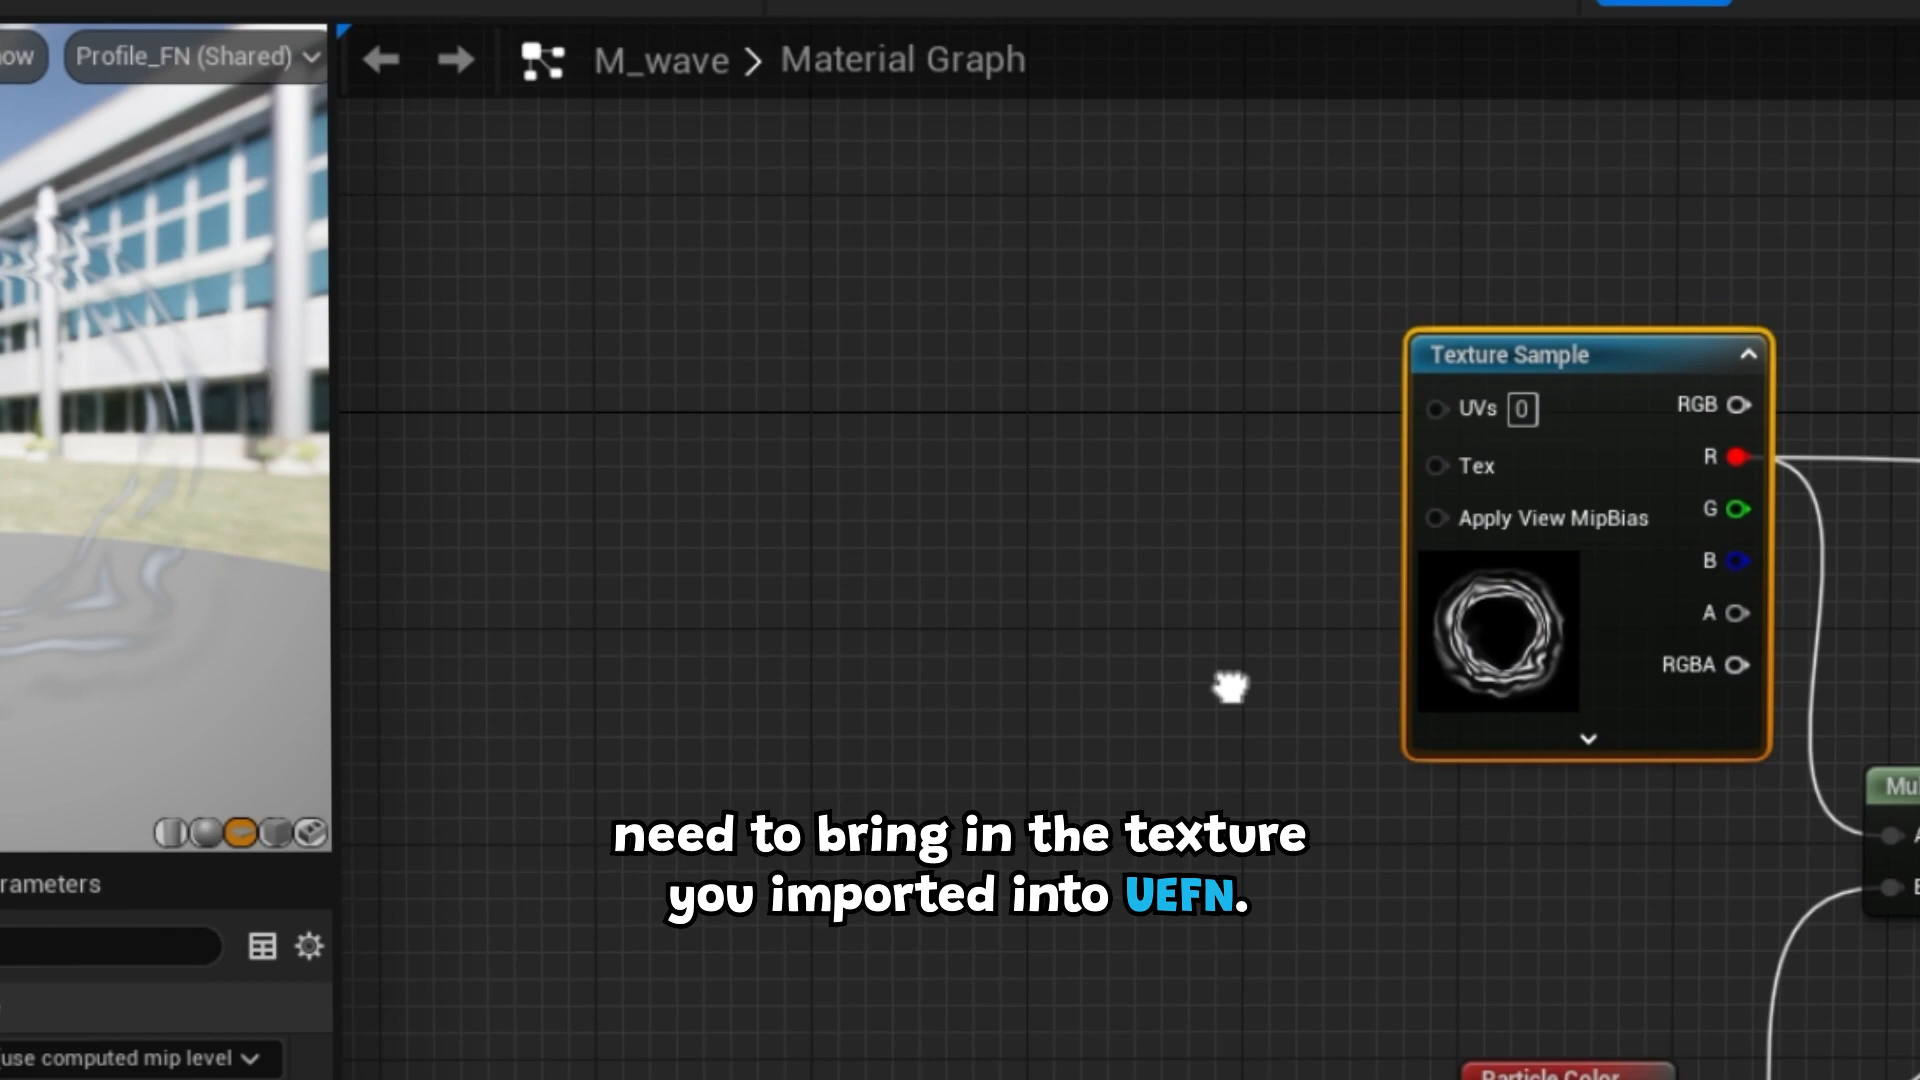 ow
Profile_FN (Shared)
M_wave > Material Graph
Texture Sample
UVs 0
RGB
R
Tex
G
Apply View MipBias
B
A
RGBA
Mu
A
need to bring in the texture
you imported into UEFN.
rameters
use computed mip level
Particle Color